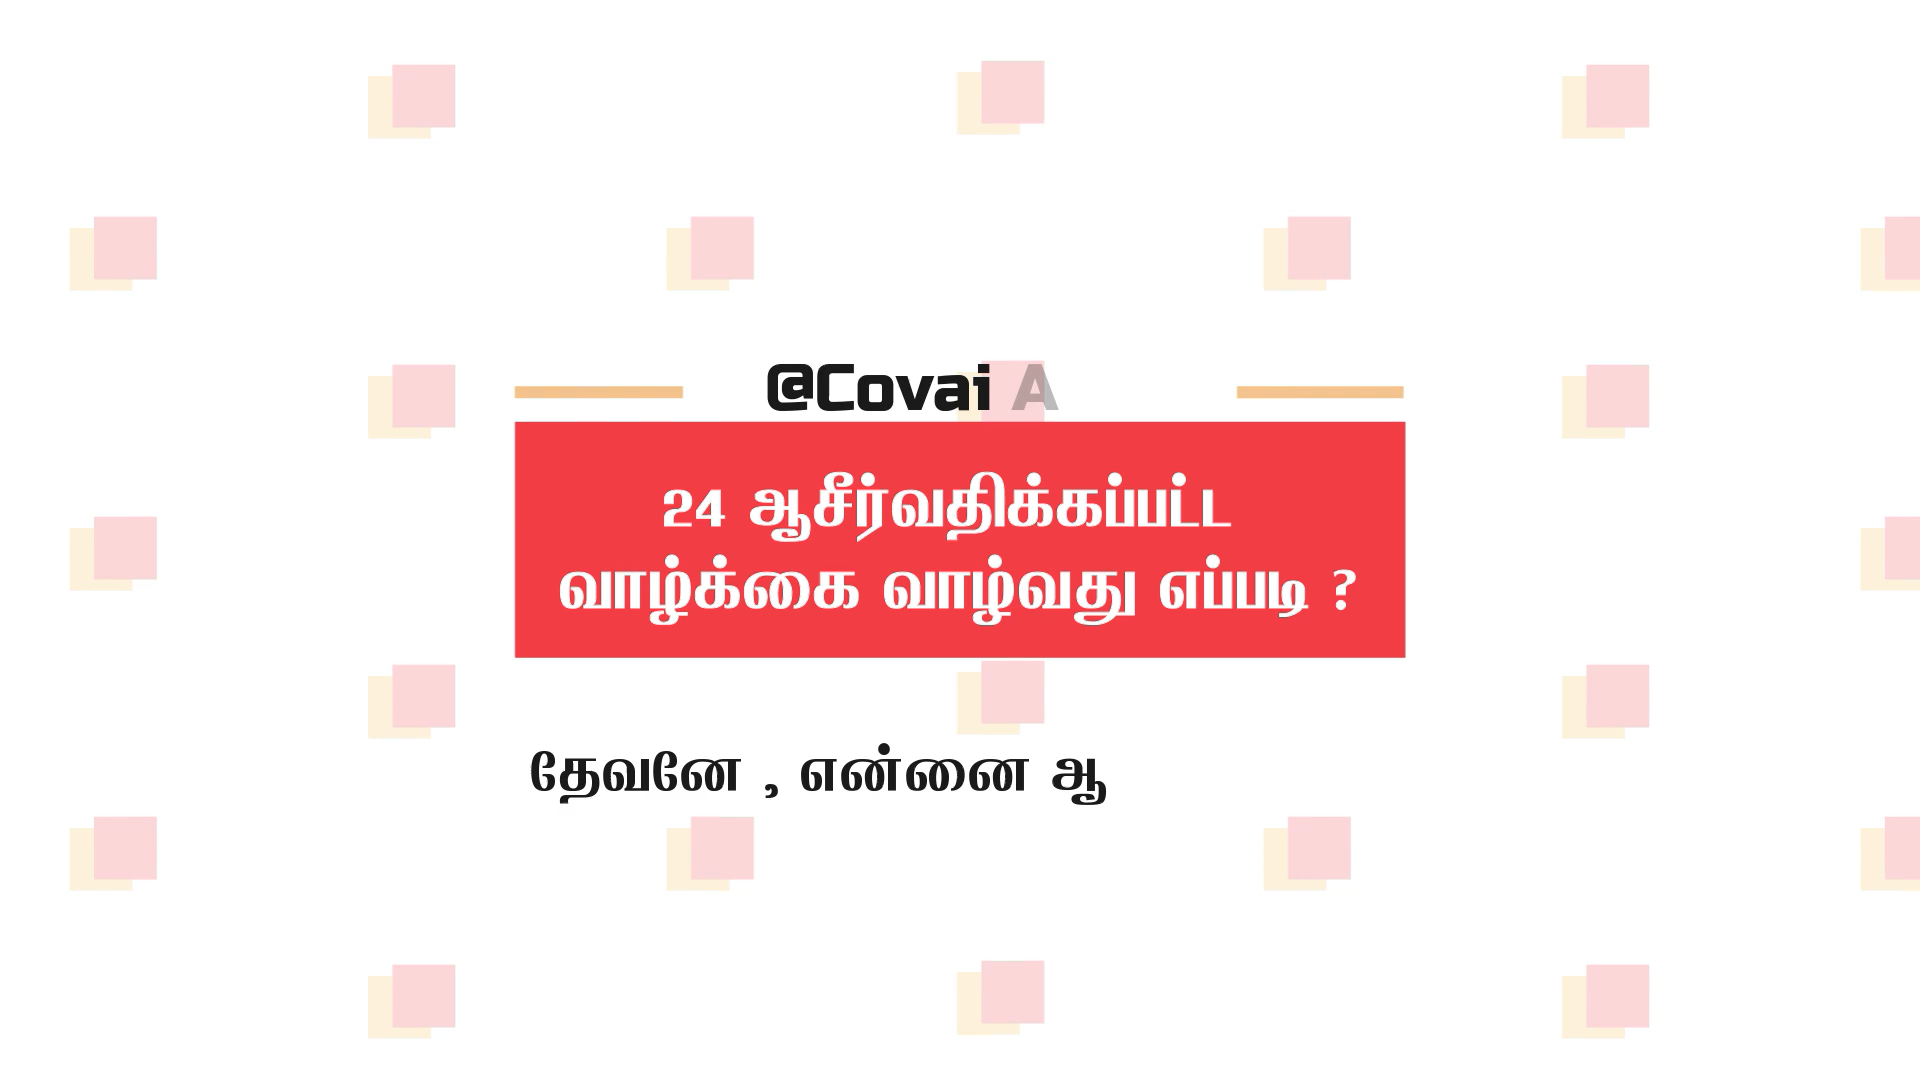 @Covai A
24 ஆசீர்வதிக்கப்பட்ட
வாழ்க்கை வாழ்வது எப்படி ?
தேவனே , என்னை ஆ